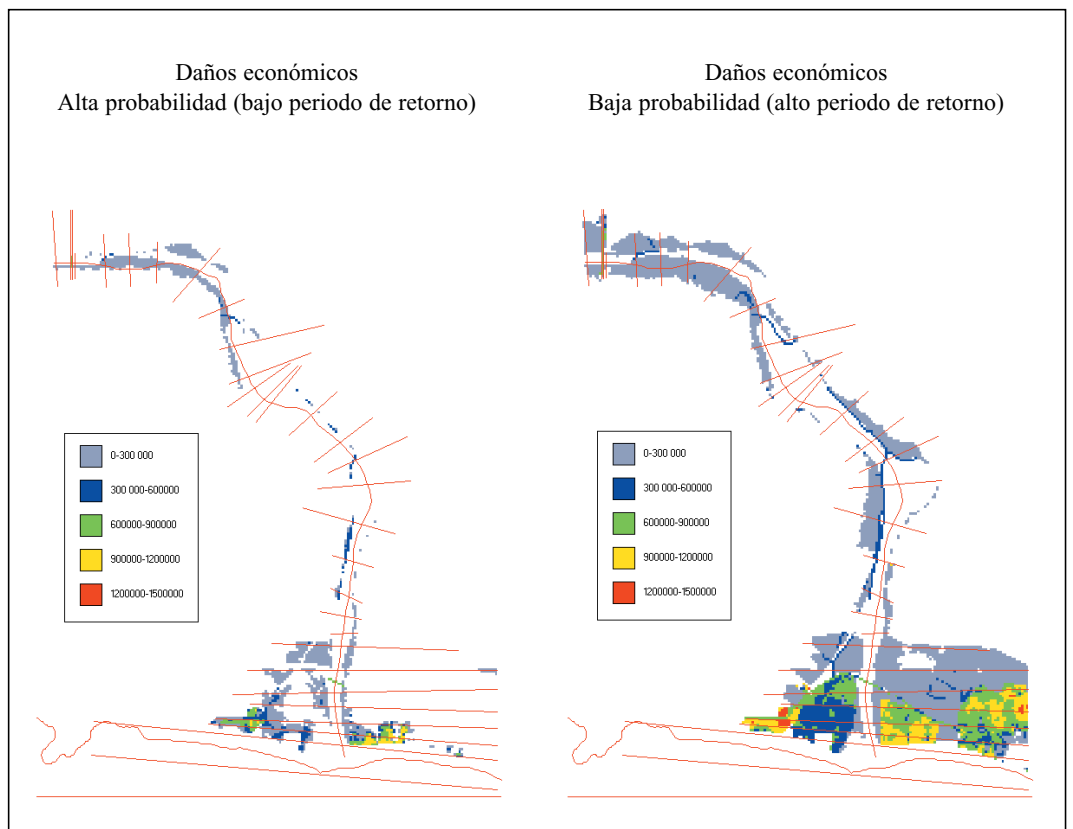 Daños económicos
Alta probabilidad (bajo periodo de retorno)
Daños económicos
Baja probabilidad (alto periodo de retorno)
0-300 000
300 000-600000
600000-900000
900000-1200000
1200000-1500000
0-300 000
300 000-600000
600000-900000
900000-1200000
1200000-1500000